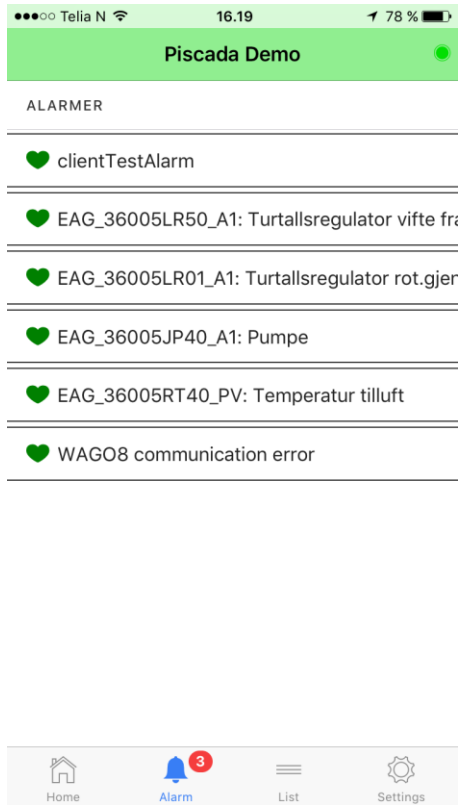 Telia N 16.19 78 %
Piscada Demo
ALARMER
clientTestAlarm
EAG_36005LR50_A1: Turtallsregulator vifte fra
EAG_36005LR01_A1: Turtallsregulator rot.gjen
EAG_36005JP40_A1: Pumpe
EAG_36005RT40_PV: Temperatur tilluft
WAGO8 communication error
3
Home Alarm List Settings